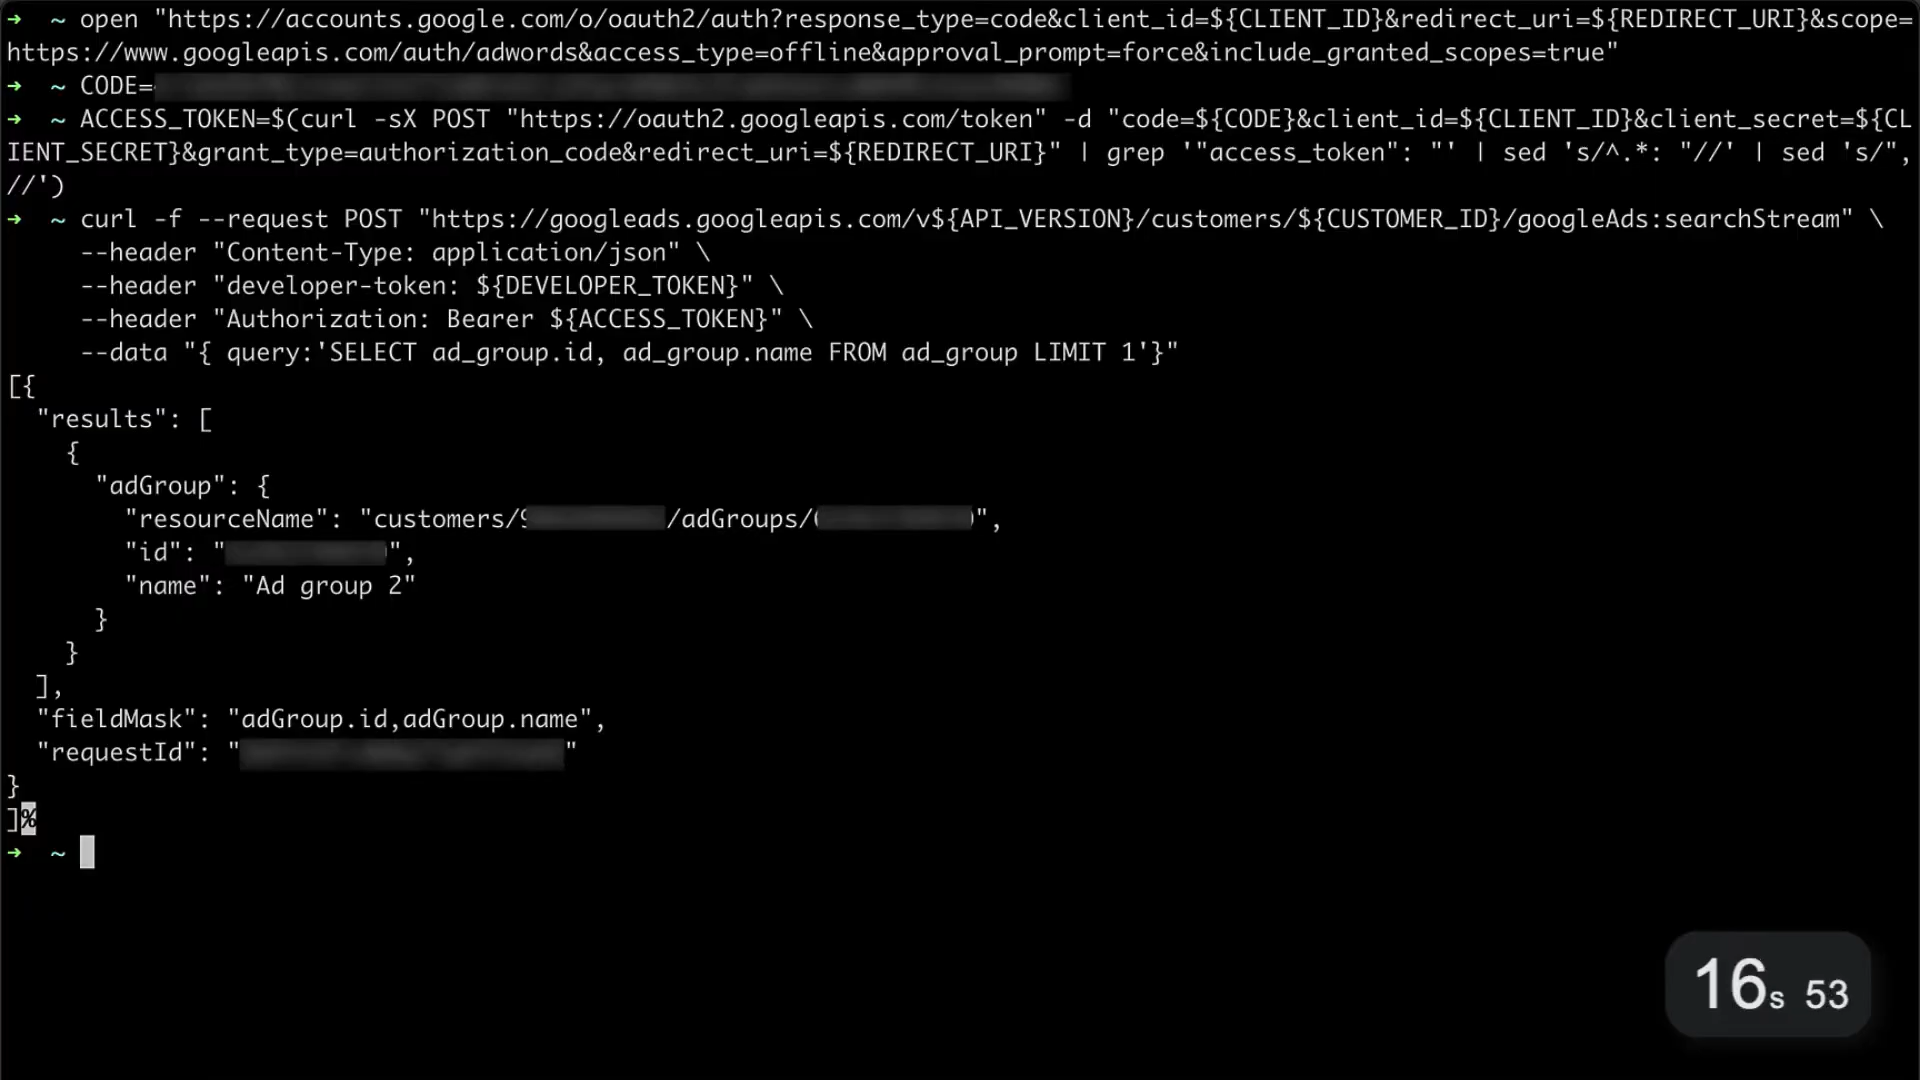 → ~ open "https://accounts.google.com/o/oauth2/auth?response_type=code&client_id=${CLIENT_ID}&redirect_uri=${REDIRECT_URI}&scope=
https://www.googleapis.com/auth/adwords&access_type=offline&approval_prompt=force&include_granted_scopes=true"
→ ~ CODE=
→ ~ ACCESS_TOKEN=$(curl -sX POST "https://oauth2.googleapis.com/token" -d "code=${CODE}&client_id=${CLIENT_ID}&client_secret=${CL
IENT_SECRET}&grant_type=authorization_code&redirect_uri=${REDIRECT_URI}" | grep '"access_token": "' | sed 's/^.*: "//' | sed 's/",
//')
→ ~ curl -f --request POST "https://googleads.googleapis.com/v${API_VERSION}/customers/${CUSTOMER_ID}/googleAds:searchStream" \
--header "Content-Type: application/json" \
--header "developer-token: ${DEVELOPER_TOKEN}" \
--header "Authorization: Bearer ${ACCESS_TOKEN}" \
--data "{ query:'SELECT ad_group.id, ad_group.name FROM ad_group LIMIT 1'}"
[{
"results": [
{
"adGroup": {
"resourceName": "customers/ /adGroups/ ",
"id": " ",
"name": "Ad group 2"
}
}
],
"fieldMask": "adGroup.id,adGroup.name",
"requestId": " "
}
]%
→ ~
16s 53